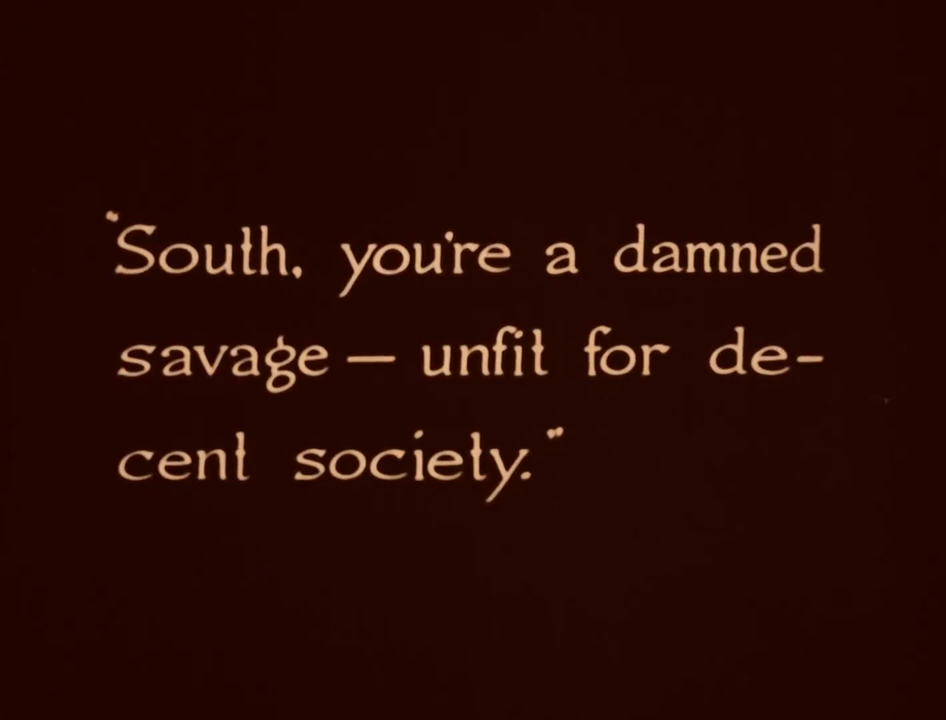 "South, you're a damned
savage — unfit for de-
cent society."